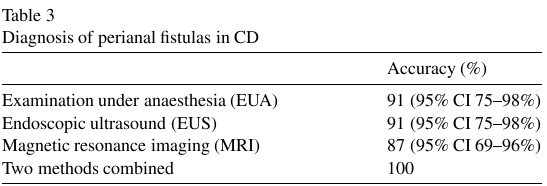 Table 3
Diagnosis of perianal fistulas in CD
Accuracy (%)
Examination under anaesthesia (EUA) 91 (95% CI 75–98%)
Endoscopic ultrasound (EUS) 91 (95% CI 75–98%)
Magnetic resonance imaging (MRI) 87 (95% CI 69–96%)
Two methods combined 100